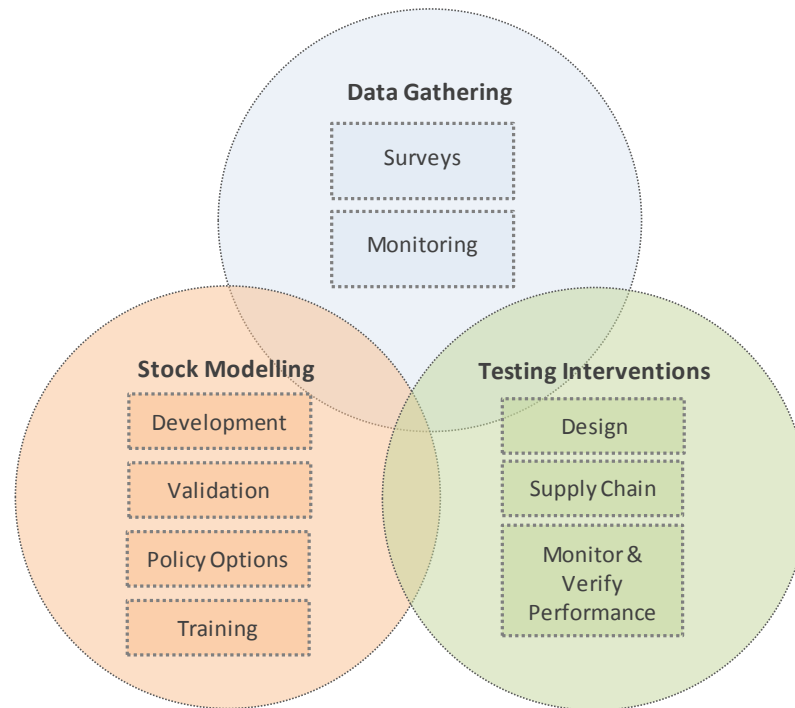 Data Gathering
Surveys
Monitoring
Stock Modelling
Development
Validation
Policy Options
Training
Testing Interventions
Design
Supply Chain
Monitor &
Verify
Performance